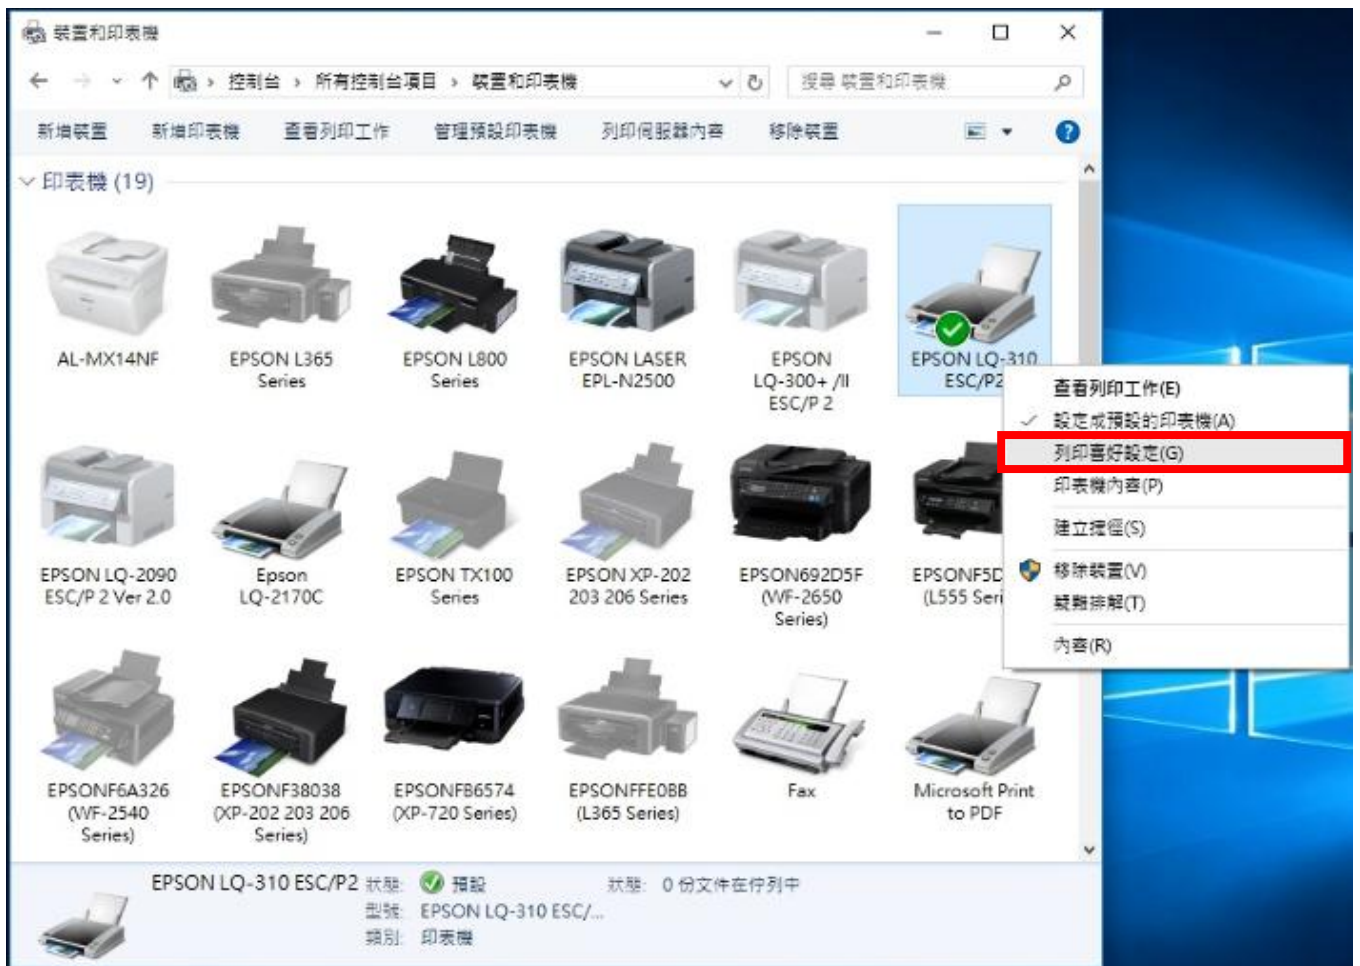 裝置和印表機
控制台 › 所有控制台項目 › 裝置和印表機
搜尋 裝置和印表機
新增裝置 新增印表機 查看列印工作 管理預設印表機 列印伺服器內容 移除裝置
印表機 (19)
AL-MX14NF
EPSON L365
Series
EPSON L800
Series
EPSON LASER
EPL-N2500
EPSON
LQ-300+ /II
ESC/P 2
EPSON LQ-310
ESC/P2
查看列印工作(E)
設定成預設的印表機(A)
列印喜好設定(G)
印表機內容(P)
建立捷徑(S)
移除裝置(V)
疑難排解(T)
內容(R)
EPSON LQ-2090
ESC/P 2 Ver 2.0
Epson
LQ-2170C
EPSON TX100
Series
EPSON XP-202
203 206 Series
EPSON692D5F
(WF-2650
Series)
EPSONF5D
(L555 Seri
EPSONF6A326
(WF-2540
Series)
EPSONF38038
(XP-202 203 206
Series)
EPSONFB6574
(XP-720 Series)
EPSONFFE0BB
(L365 Series)
Fax
Microsoft Print
to PDF
EPSON LQ-310 ESC/P2 狀態: 預設 狀態: 0 份文件在佇列中
型號: EPSON LQ-310 ESC/...
類別: 印表機